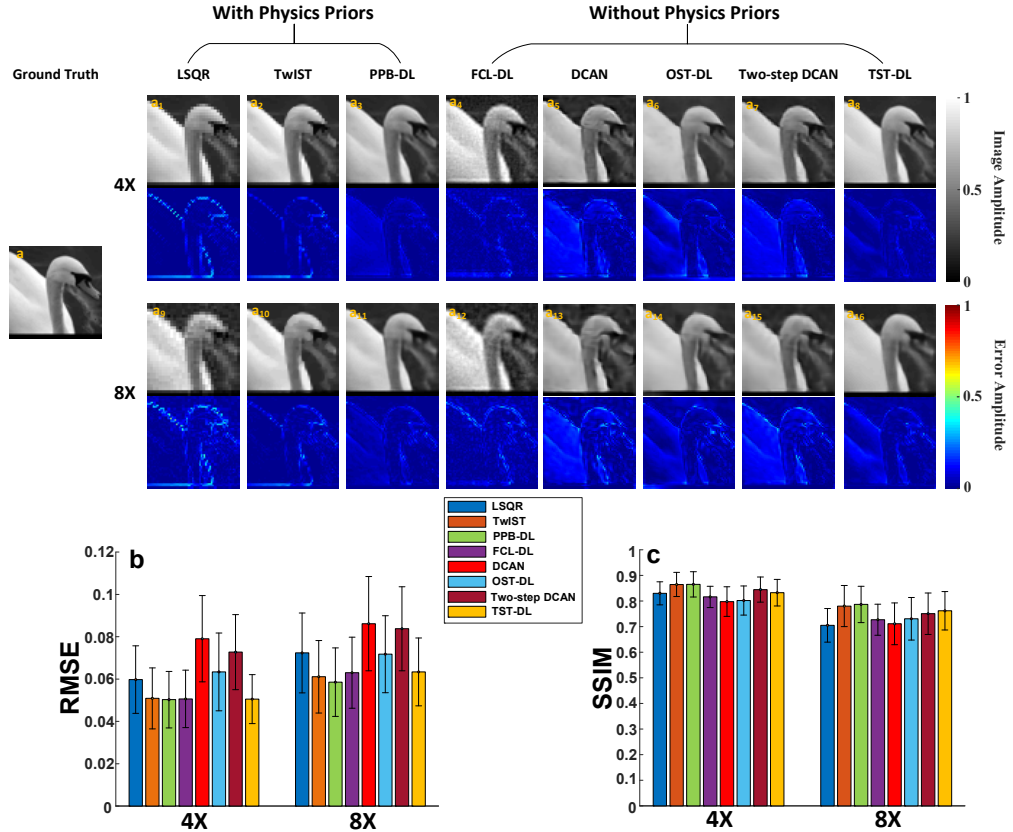 With Physics Priors
Without Physics Priors
Ground Truth
LSQR
TwIST
PPB-DL
FCL-DL
DCAN
OST-DL
Two-step DCAN
TST-DL
4X
a1
a2
a3
a4
a5
a6
a7
a8
1
0.5
0
Image Amplitude
a
8X
a9
a10
a11
a12
a13
a14
a15
a16
1
0.5
0
Error Amplitude
LSQR
TwIST
PPB-DL
FCL-DL
DCAN
OST-DL
Two-step DCAN
TST-DL
b
RMSE
0.12
0.1
0.08
0.06
0.04
0.02
0
4X
8X
c
SSIM
1
0.9
0.8
0.7
0.6
0.5
0.4
0.3
0.2
0.1
0
4X
8X